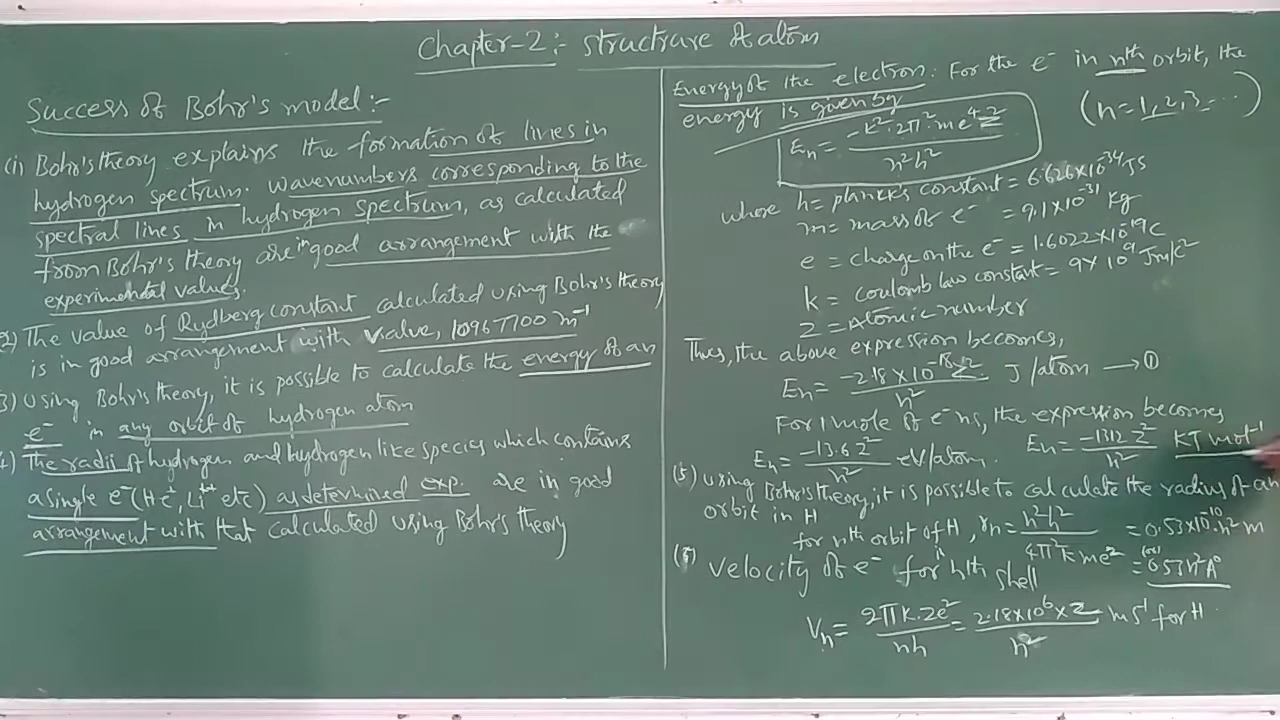 Chapter-2:- Structure of atom
Success of Bohr's model:-
(i) Bohr's theory explains the formation of lines in
hydrogen spectrum. wavenumbers corresponding to the
spectral lines in hydrogen spectrum, as calculated
from Bohr's theory are in good arrangement with the
experimental values.
2) The value of Rydberg constant calculated using Bohr's theory
is in good arrangement with value, 10967700 m⁻¹
3) Using Bohr's theory, it is possible to calculate the energy of an
e⁻ in any orbit of hydrogen atom
4) The radii of hydrogen and hydrogen like species which contains
a single e⁻ (He⁺, Li⁺⁺ etc) as determined exp. are in good
arrangement with that calculated using Bohr's theory
Energy of the electron: For the e⁻ in nth orbit, the
energy is given by (n=1,2,3....)
En = -k²·2π²·me⁴z² / n²h²
where h = planck's constant = 6.626×10⁻³⁴ JS
m = mass of e⁻ = 9.1×10⁻³¹ kg
e = charge on the e⁻ = 1.6022×10⁻¹⁹ C
k = coulomb law constant = 9×10⁹ Jm/c²
Z = Atomic number
Thus, the above expression becomes,
En = -2.18×10⁻¹⁸Z² / n² J/atom → ①
For 1 mole of e⁻ns, the expression becomes
En = -13.6Z² / n² eV/atom. En = -1312 Z² / n² KJ mol⁻¹
(5) using Bohr's theory, it is possible to calculate the radius of an
orbit in H
for nth orbit of H, rn = n²h² / 4π²kme² = 0.53×10⁻¹⁰·n² m
(or)
= 0.53n²A°
(6) Velocity of e⁻ for in nth shell
Vn = 2πk·Ze² / nh = 2.18×10⁶×Z / n² ms⁻¹ for H